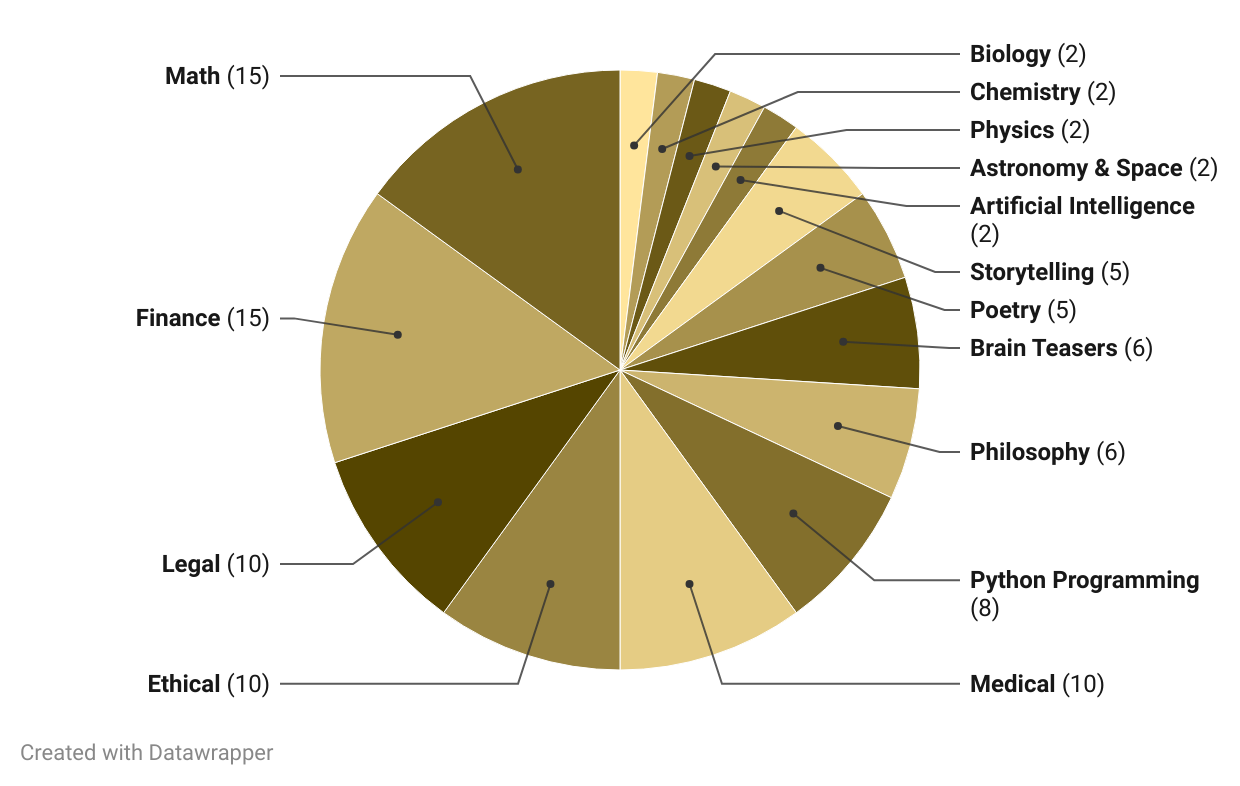 Math (15)
Finance (15)
Legal (10)
Ethical (10)
Biology (2)
Chemistry (2)
Physics (2)
Astronomy & Space (2)
Artificial Intelligence
(2)
Storytelling (5)
Poetry (5)
Brain Teasers (6)
Philosophy (6)
Python Programming
(8)
Medical (10)
Created with Datawrapper